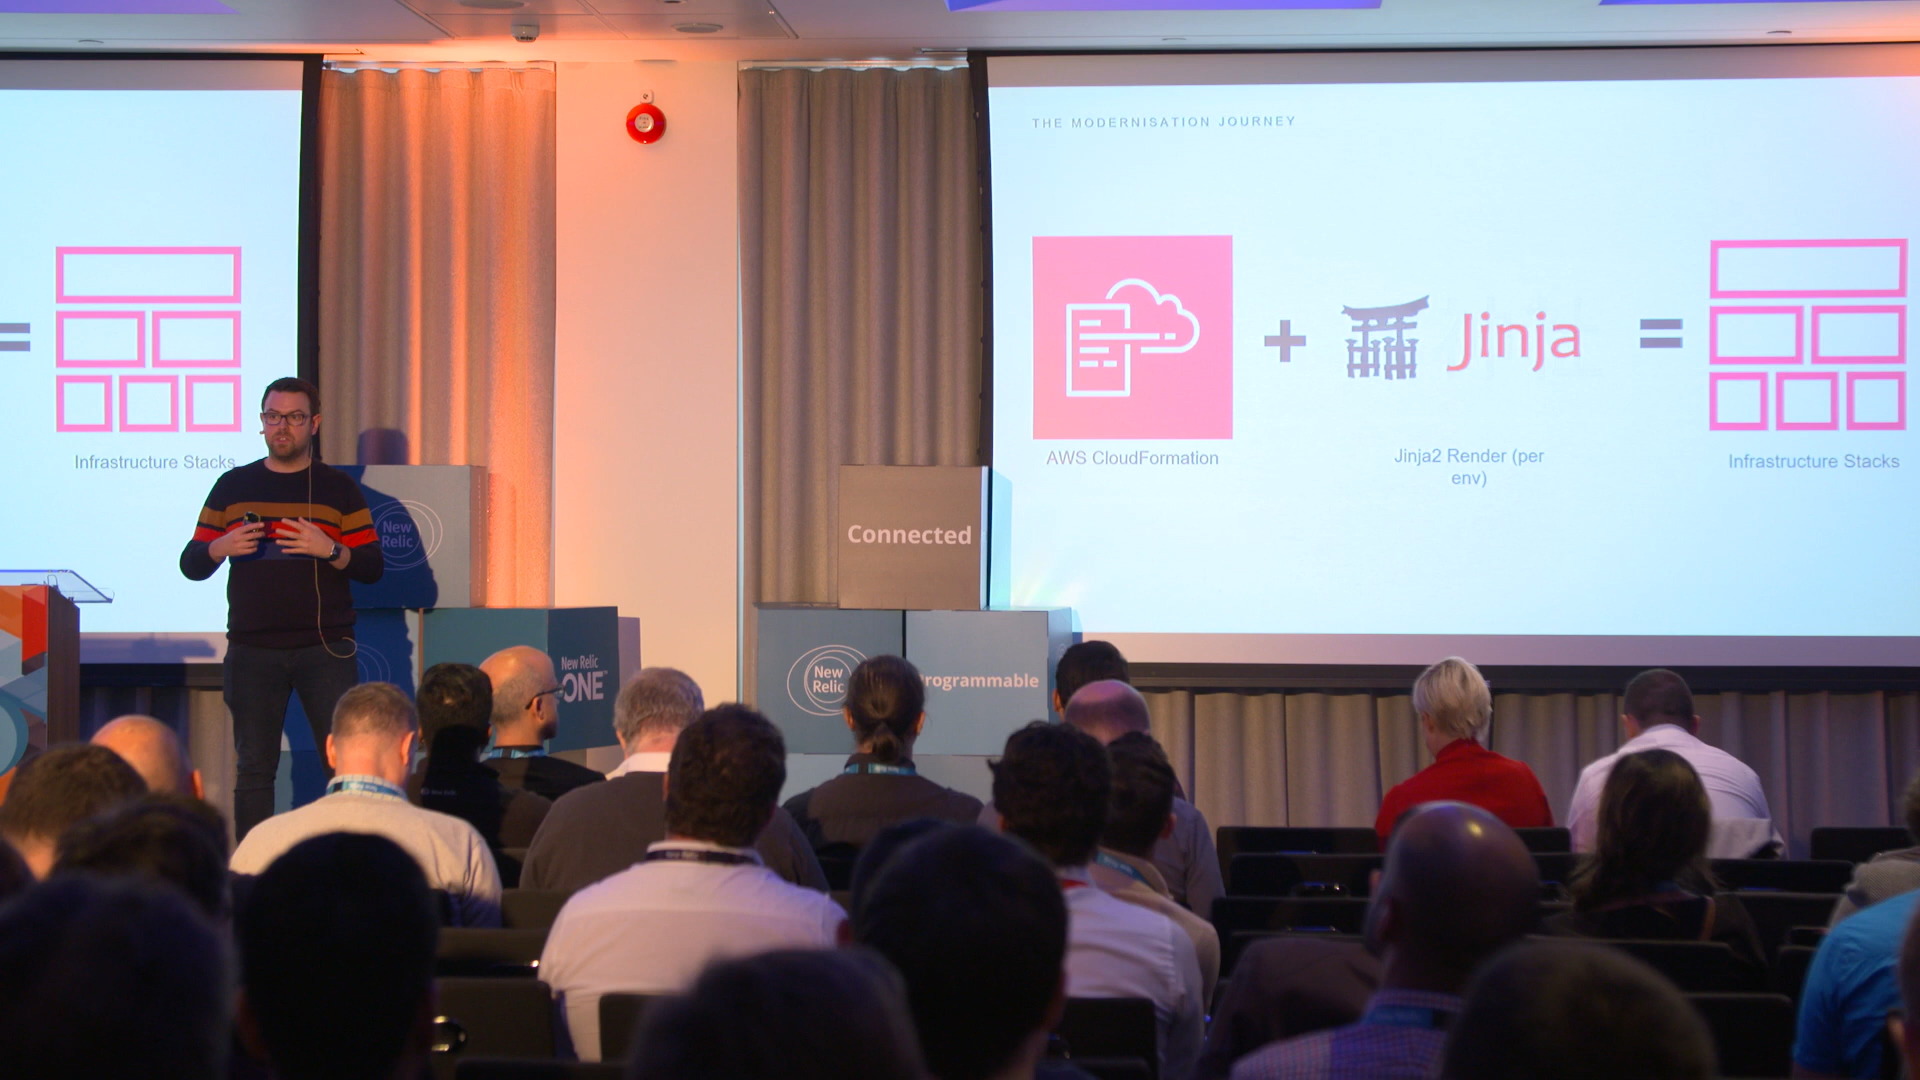 Infrastructure Stacks
New
Relic
New Relic
ONE
Connected
New
Relic
rogrammable
THE MODERNISATION JOURNEY
AWS CloudFormation
+
Jinja
Jinja2 Render (per
env)
=
Infrastructure Stacks
=